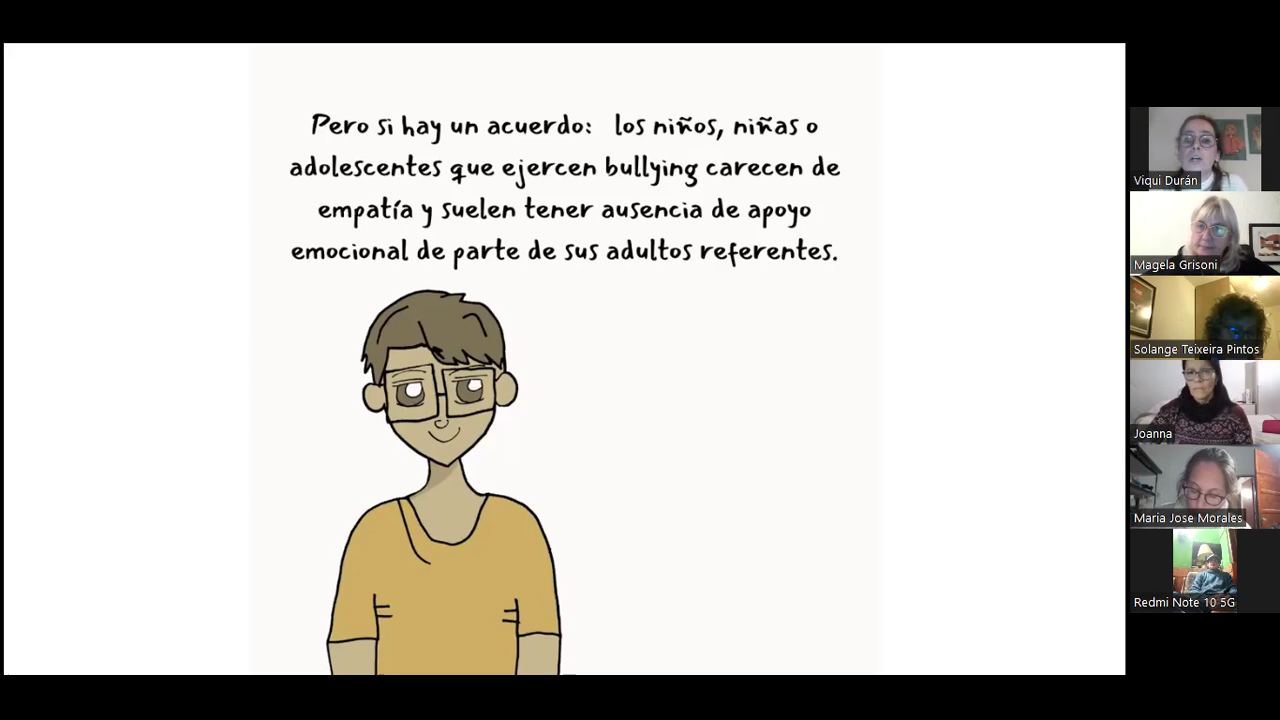 Pero si hay un acuerdo: los niños, niñas o
adolescentes que ejercen bullying carecen de
empatía y suelen tener ausencia de apoyo
emocional de parte de sus adultos referentes.
Viqui Durán
Magela Grisoni
Solange Teixeira Pintos
Joanna
Maria Jose Morales
Redmi Note 10 5G